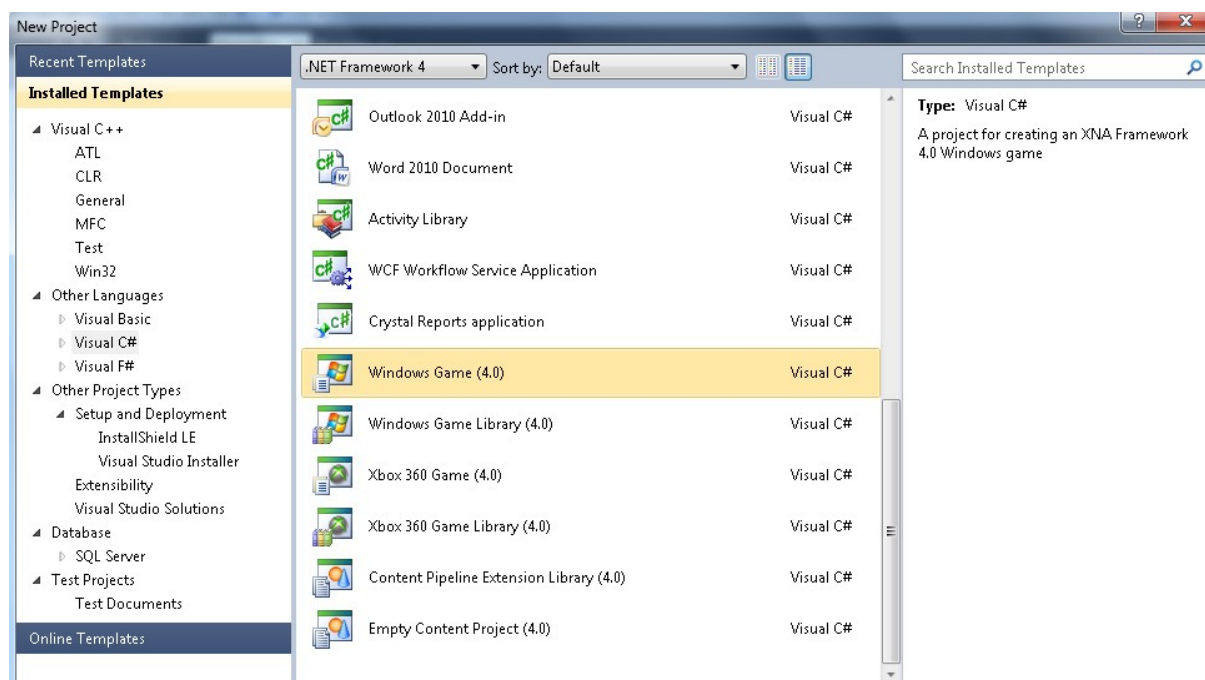 New Project
Recent Templates
Installed Templates
Visual C++
ATL
CLR
General
MFC
Test
Win32
Other Languages
Visual Basic
Visual C#
Visual F#
Other Project Types
Setup and Deployment
InstallShield LE
Visual Studio Installer
Extensibility
Visual Studio Solutions
Database
SQL Server
Test Projects
Test Documents
Online Templates
.NET Framework 4 Sort by: Default
Outlook 2010 Add-in Visual C#
Word 2010 Document Visual C#
Activity Library Visual C#
WCF Workflow Service Application Visual C#
Crystal Reports application Visual C#
Windows Game (4.0) Visual C#
Windows Game Library (4.0) Visual C#
Xbox 360 Game (4.0) Visual C#
Xbox 360 Game Library (4.0) Visual C#
Content Pipeline Extension Library (4.0) Visual C#
Empty Content Project (4.0) Visual C#
Search Installed Templates
Type: Visual C#
A project for creating an XNA Framework
4.0 Windows game